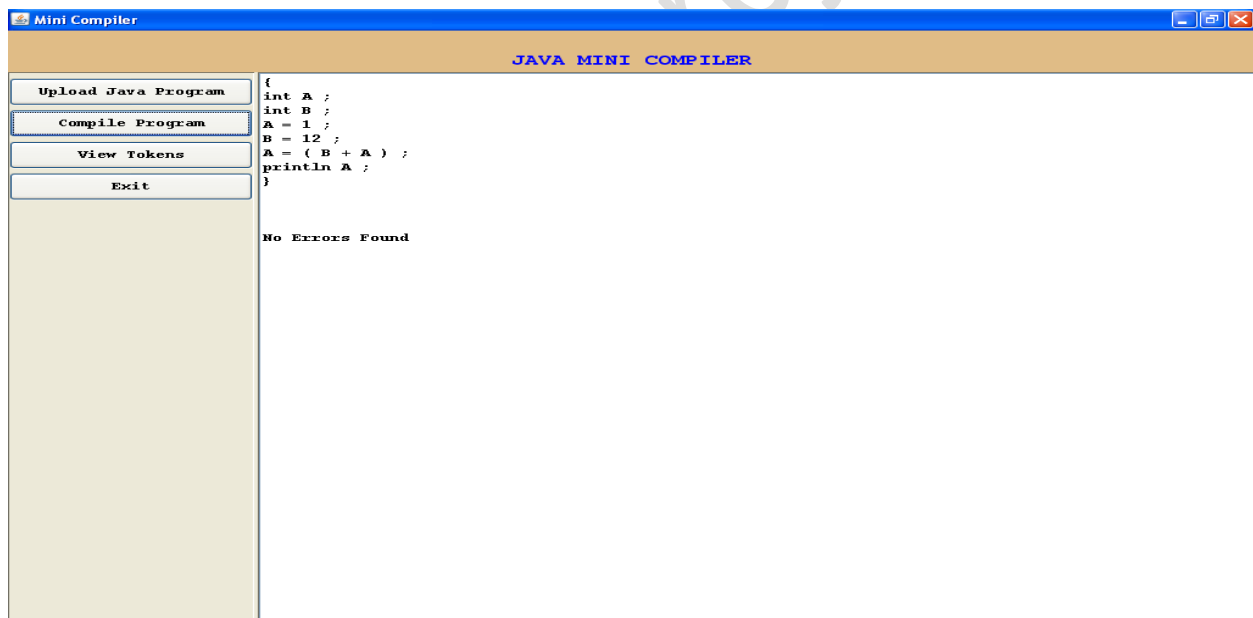 Mini Compiler
JAVA MINI COMPILER
Upload Java Program
Compile Program
View Tokens
Exit
{
int A ;
int B ;
A = 1 ;
B = 12 ;
A = ( B + A ) ;
println A ;
}
No Errors Found